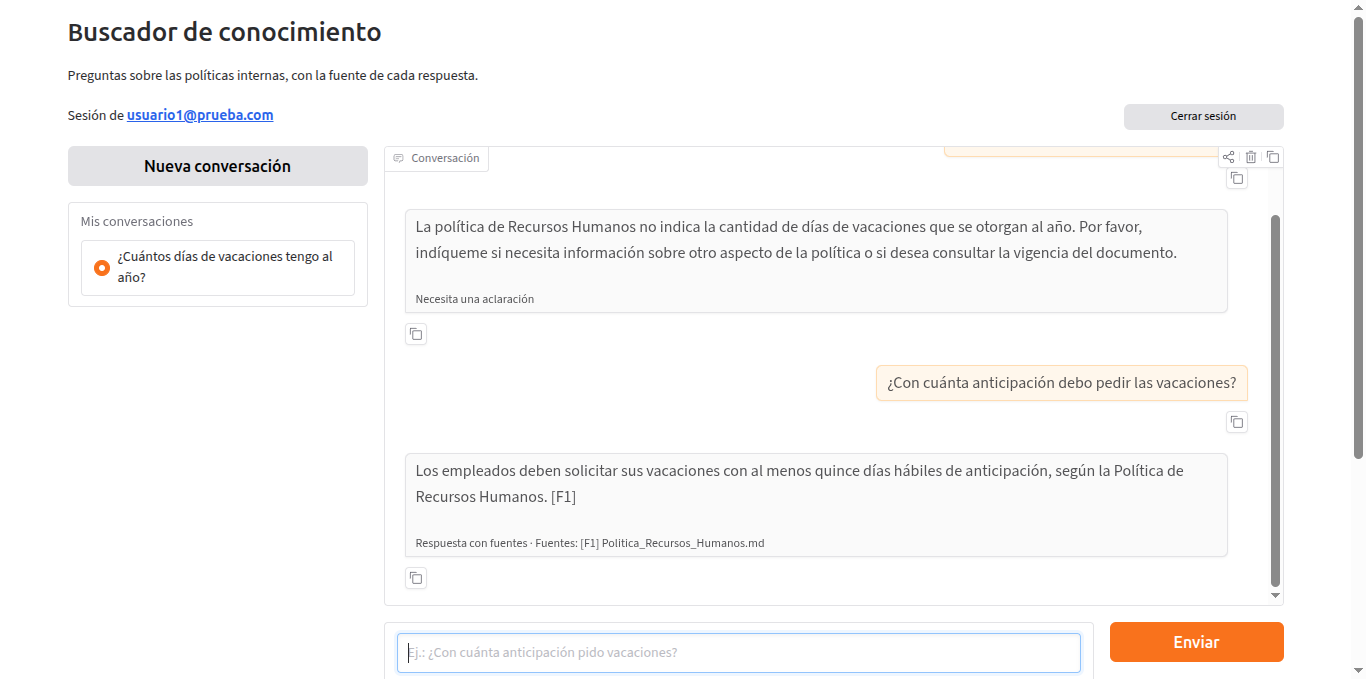 Buscador de conocimiento
Preguntas sobre las políticas internas, con la fuente de cada respuesta.
Sesión de usuario1@prueba.com
Cerrar sesión
Nueva conversación
Mis conversaciones
¿Cuántos días de vacaciones tengo al
año?
Conversación
La política de Recursos Humanos no indica la cantidad de días de vacaciones que se otorgan al año. Por favor,
indíqueme si necesita información sobre otro aspecto de la política o si desea consultar la vigencia del documento.
Necesita una aclaración
¿Con cuánta anticipación debo pedir las vacaciones?
Los empleados deben solicitar sus vacaciones con al menos quince días hábiles de anticipación, según la Política de
Recursos Humanos. [F1]
Respuesta con fuentes · Fuentes: [F1] Politica_Recursos_Humanos.md
Ej.: ¿Con cuánta anticipación pido vacaciones?
Enviar